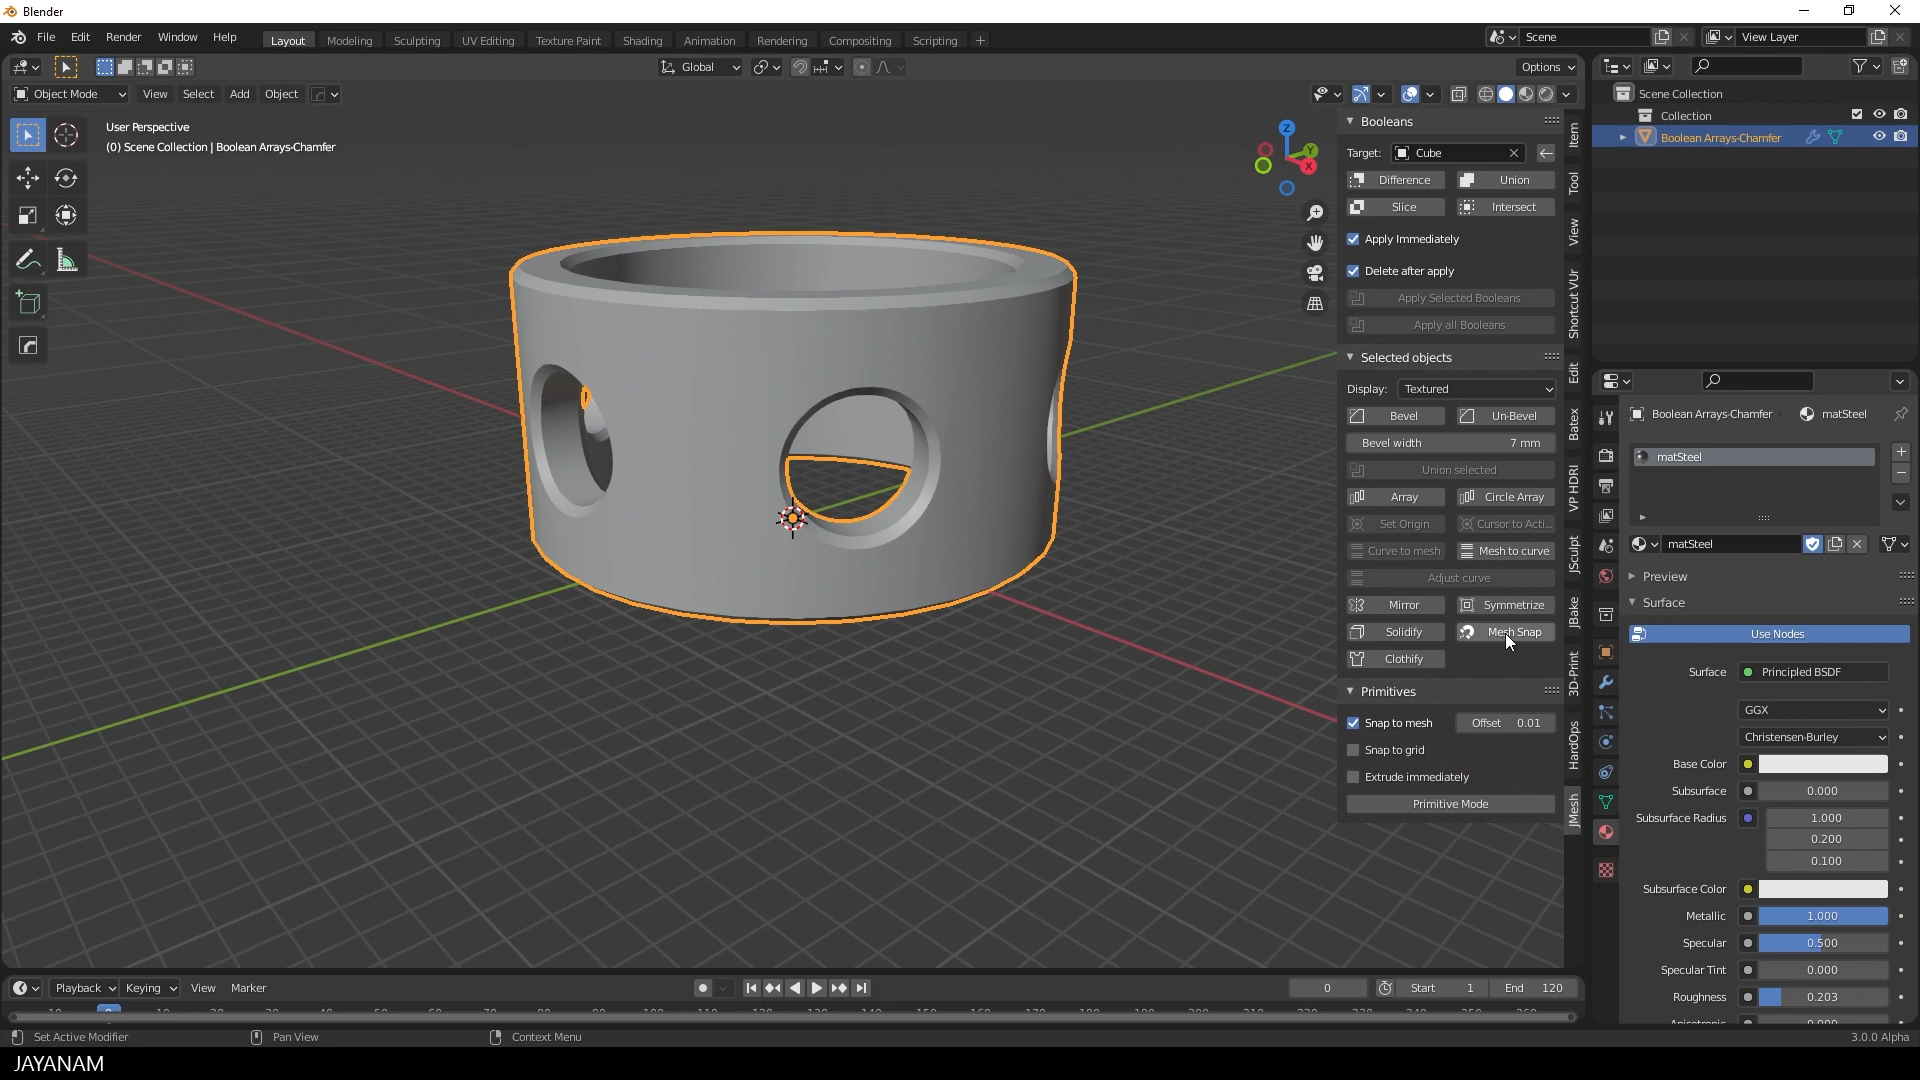 Blender
File Edit Render Window Help
Layout Modeling Sculpting UV Editing Texture Paint Shading Animation Rendering Compositing Scripting +
Scene
View Layer
Global
Options
Object Mode View Select Add Object
User Perspective
(0) Scene Collection | Boolean Arrays-Chamfer
Z
Y
X
Booleans
Target: Cube
Difference Union
Slice Intersect
Apply Immediately
Delete after apply
Apply Selected Booleans
Apply all Booleans
Selected objects
Display: Textured
Bevel Un-Bevel
Bevel width 7 mm
Union selected
Array Circle Array
Set Origin Cursor to Acti...
Curve to mesh Mesh to curve
Adjust curve
Mirror Symmetrize
Solidify Mesh Snap
Clothify
Primitives
Snap to mesh Offset 0.01
Snap to grid
Extrude immediately
Primitive Mode
Item
Tool
View
Shortcut VUr
Edit
Batex
VP HDRI
JSculpt
JBake
3D-Print
HardOps
JMesh
Scene Collection
Collection
Boolean Arrays-Chamfer
Boolean Arrays-Chamfer matSteel
matSteel
matSteel
Preview
Surface
Use Nodes
Surface Principled BSDF
GGX
Christensen-Burley
Base Color
Subsurface 0.000
Subsurface Radius 1.000
0.200
0.100
Subsurface Color
Metallic 1.000
Specular 0.500
Specular Tint 0.000
Roughness 0.203
Playback Keying View Marker
0 Start 1 End 120
Set Active Modifier Pan View Context Menu
3.0.0 Alpha
JAYANAM